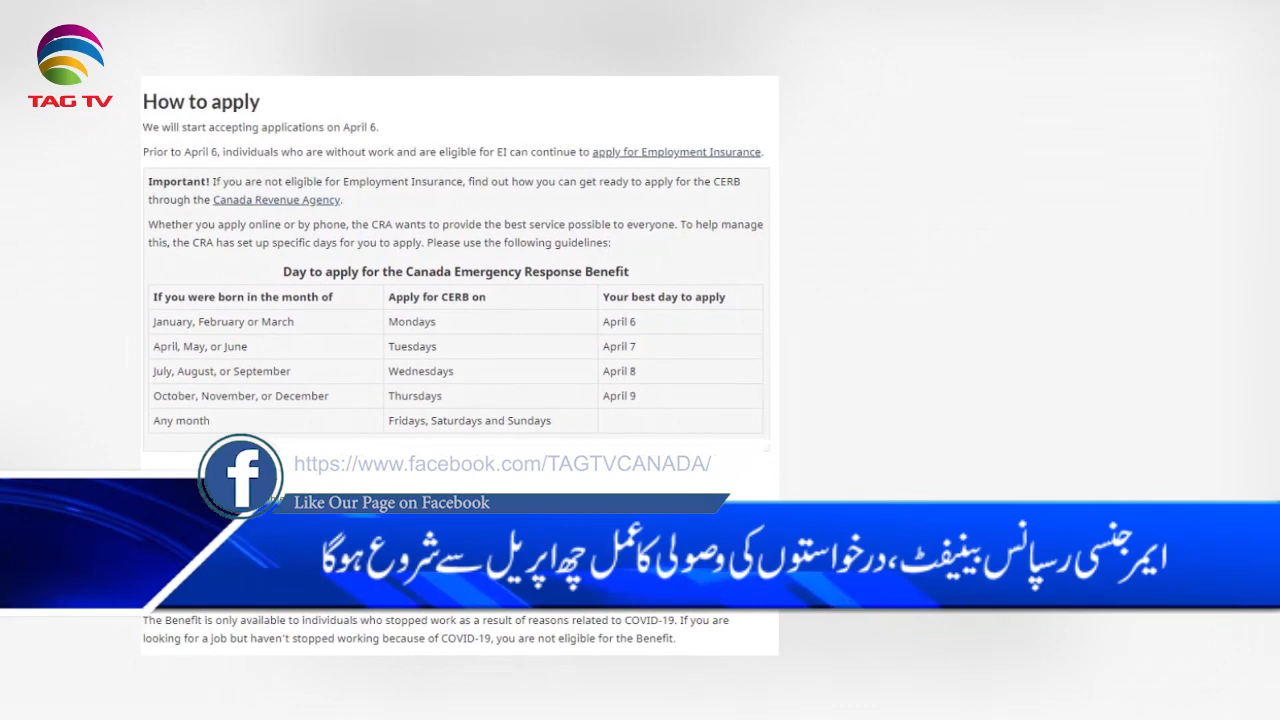 TAG TV
How to apply
We will start accepting applications on April 6.
Prior to April 6, individuals who are without work and are eligible for EI can continue to apply for Employment Insurance.
Important! If you are not eligible for Employment Insurance, find out how you can get ready to apply for the CERB
through the Canada Revenue Agency.
Whether you apply online or by phone, the CRA wants to provide the best service possible to everyone. To help manage
this, the CRA has set up specific days for you to apply. Please use the following guidelines:
Day to apply for the Canada Emergency Response Benefit
If you were born in the month of Apply for CERB on Your best day to apply
January, February or March Mondays April 6
April, May, or June Tuesdays April 7
July, August, or September Wednesdays April 8
October, November, or December Thursdays April 9
Any month Fridays, Saturdays and Sundays
https://www.facebook.com/TAGTVCANADA/
Like Our Page on Facebook
ایمرجنسی رسپانس بینیفٹ، درخواستوں کی وصولی کا عمل چھ اپریل سے شروع ہوگا
The Benefit is only available to individuals who stopped work as a result of reasons related to COVID-19. If you are
looking for a job but haven't stopped working because of COVID-19, you are not eligible for the Benefit.